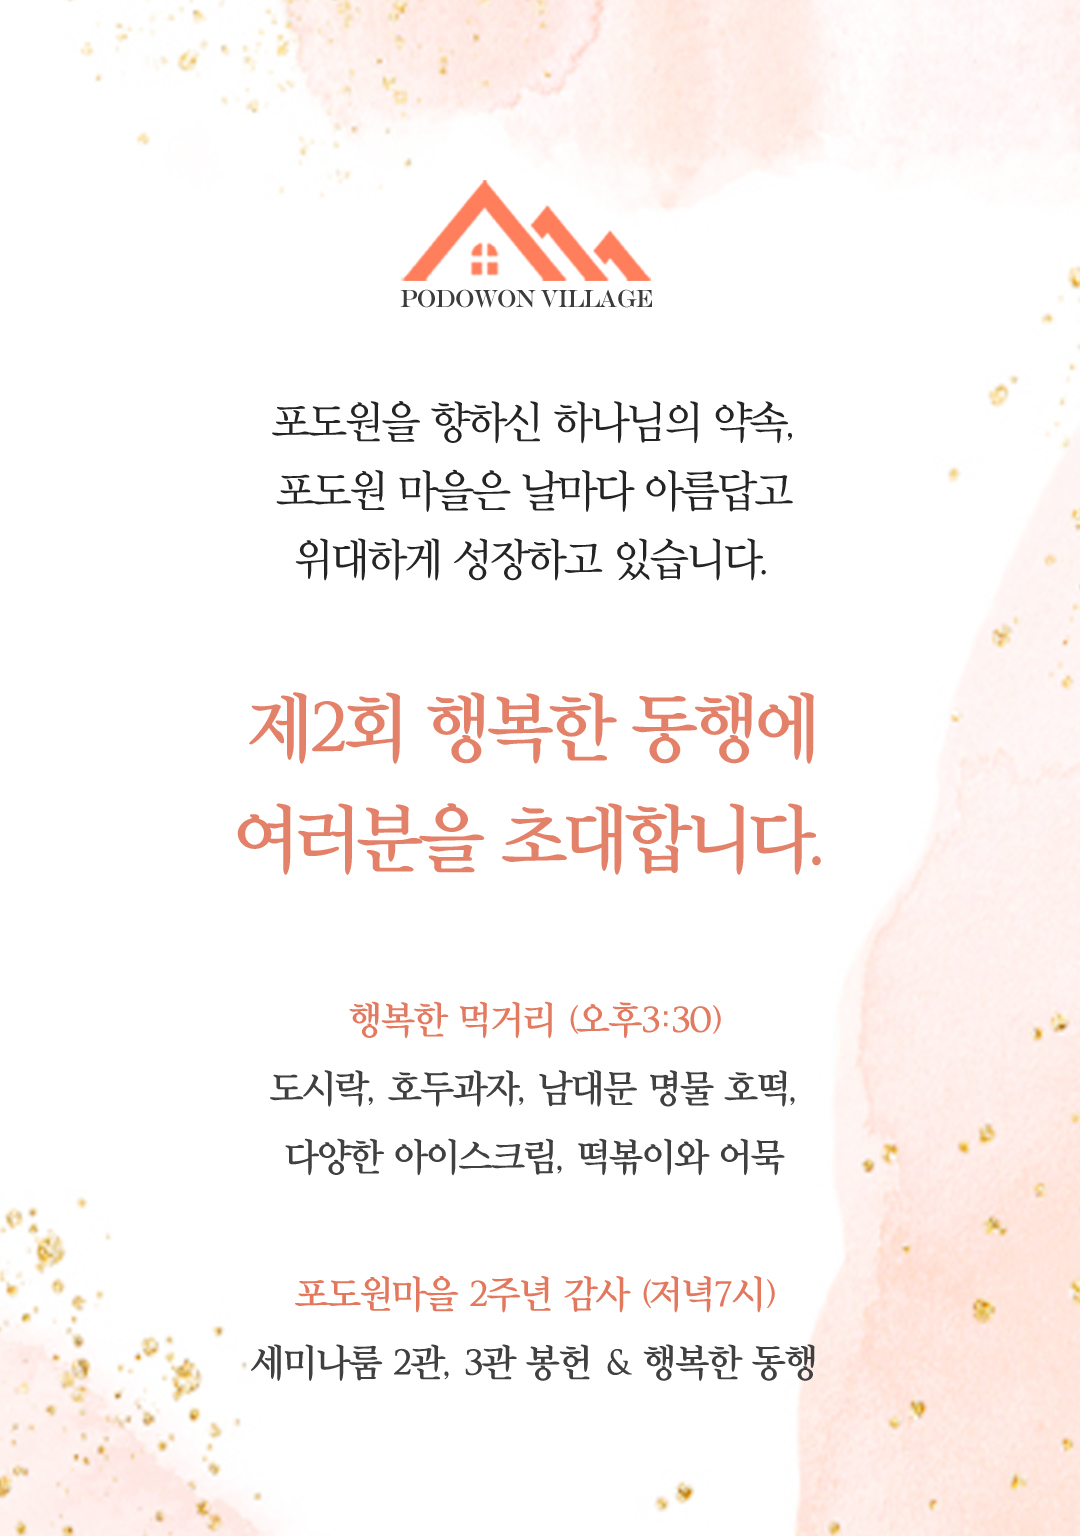 PODOWON VILLAGE
포도원을 향하신 하나님의 약속,
포도원 마을은 날마다 아름답고
위대하게 성장하고 있습니다.
제2회 행복한 동행에
여러분을 초대합니다.
행복한 먹거리 (오후3:30)
도시락, 호두과자, 남대문 명물 호떡,
다양한 아이스크림, 떡볶이와 어묵
포도원마을 2주년 감사 (저녁7시)
세미나룸 2관, 3관 봉헌 & 행복한 동행